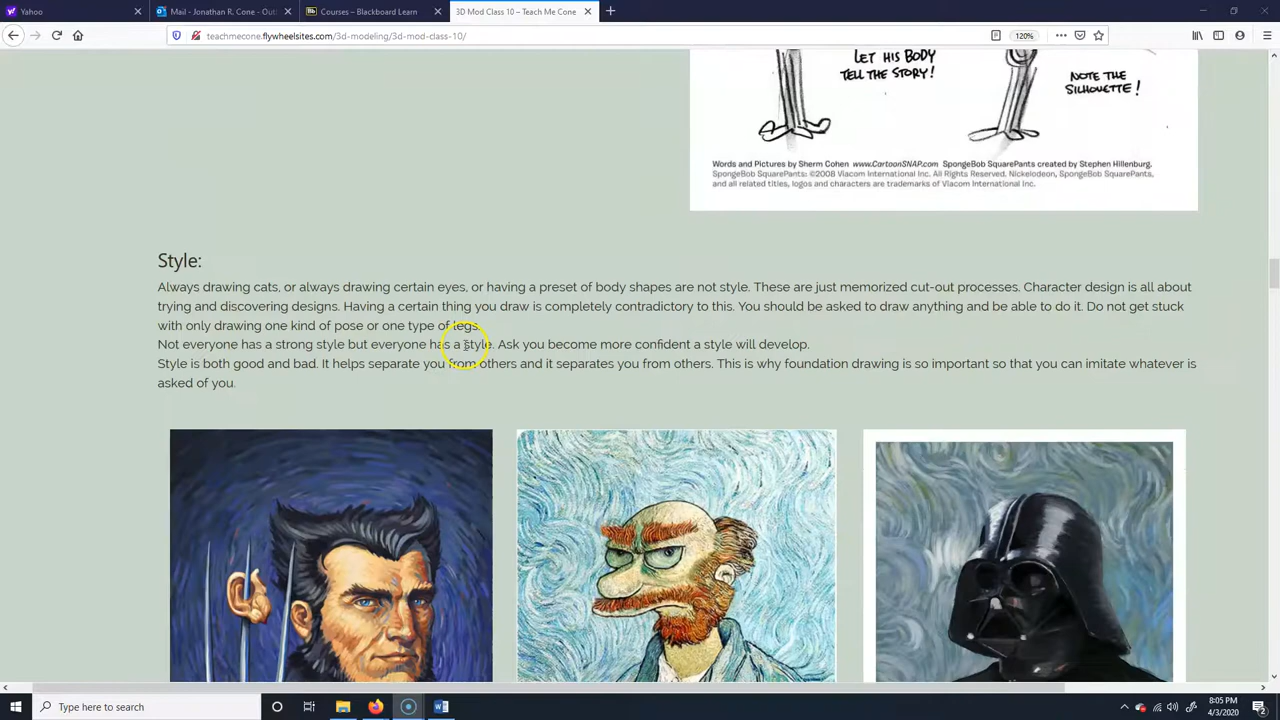 Yahoo
Mail - Jonathan R. Cone - Out
Courses – Blackboard Learn
3D Mod Class 10 – Teach Me Cone
teachmecone.flywheelsites.com/3d-modeling/3d-mod-class-10/
120%
LET HIS BODY
TELL THE STORY!
NOTE THE
SILHOUETTE!
Words and Pictures by Sherm Cohen www.CartoonSNAP.com SpongeBob SquarePants created by Stephen Hillenburg.
SpongeBob SquarePants: ©2008 Viacom International Inc. All Rights Reserved. Nickelodeon, SpongeBob SquarePants,
and all related titles, logos and characters are trademarks of Viacom International Inc.
Style:
Always drawing cats, or always drawing certain eyes, or having a preset of body shapes are not style. These are just memorized cut-out processes. Character design is all about
trying and discovering designs. Having a certain thing you draw is completely contradictory to this. You should be asked to draw anything and be able to do it. Do not get stuck
with only drawing one kind of pose or one type of legs.
Not everyone has a strong style but everyone has a style. Ask you become more confident a style will develop.
Style is both good and bad. It helps separate you from others and it separates you from others. This is why foundation drawing is so important so that you can imitate whatever is
asked of you.
Type here to search
8:05 PM
4/3/2020